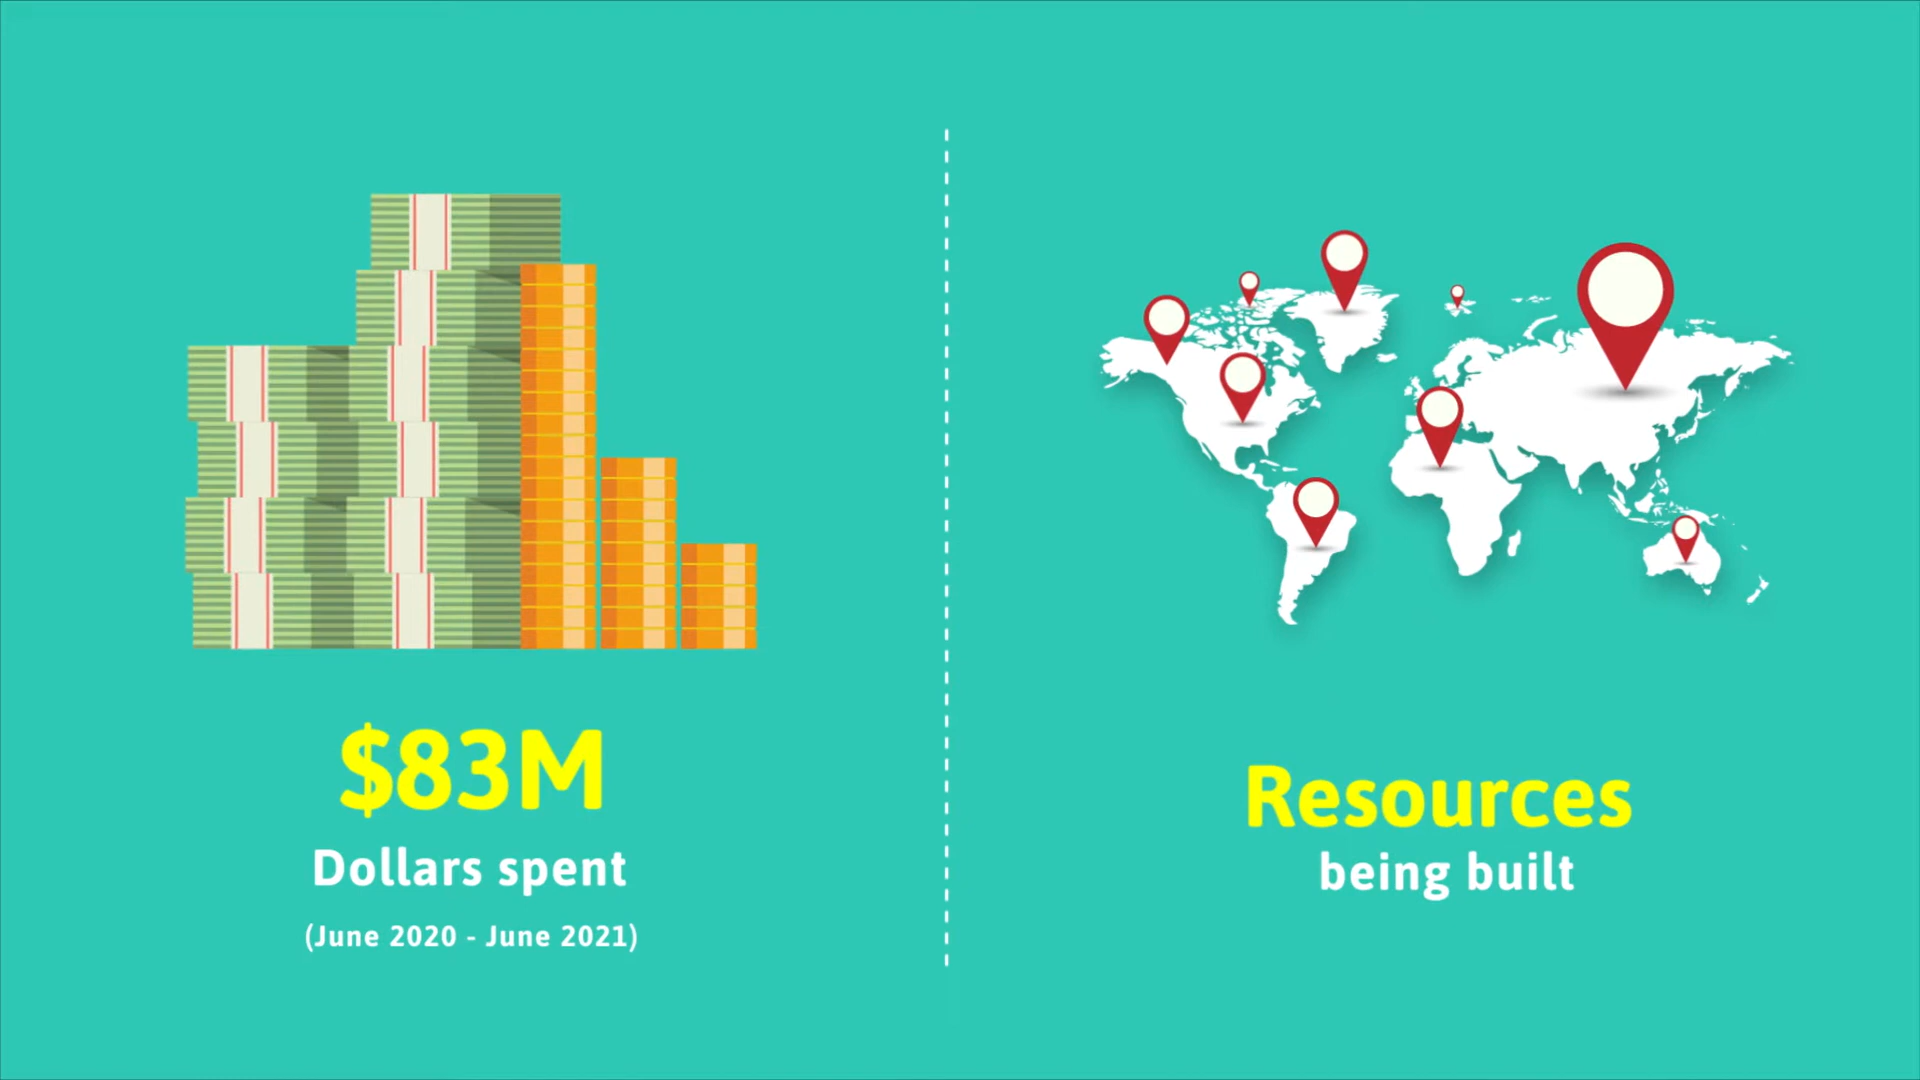 $83M
Dollars spent
(June 2020 - June 2021)
Resources
being built